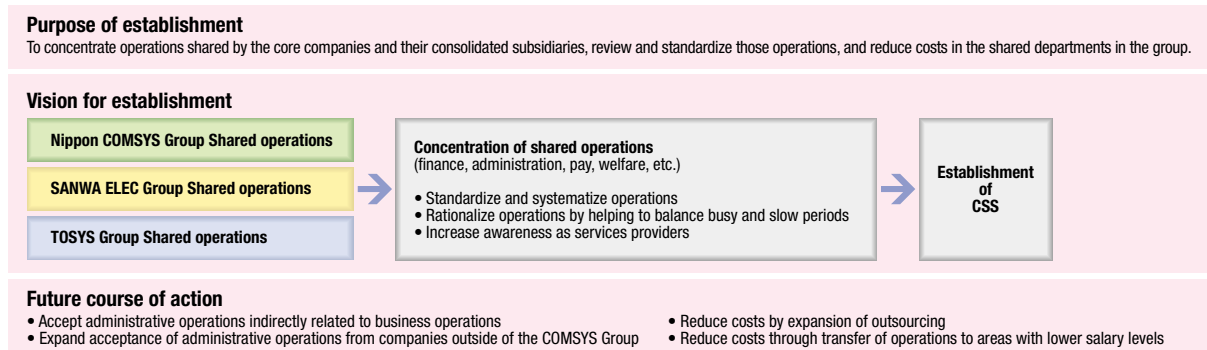 Purpose of establishment
To concentrate operations shared by the core companies and their consolidated subsidiaries, review and standardize those operations, and reduce costs in the shared departments in the group.
Vision for establishment
Nippon COMSYS Group Shared operations
SANWA ELEC Group Shared operations
TOSYS Group Shared operations
Concentration of shared operations
(finance, administration, pay, welfare, etc.)
• Standardize and systematize operations
• Rationalize operations by helping to balance busy and slow periods
• Increase awareness as services providers
Establishment
of
CSS
Future course of action
• Accept administrative operations indirectly related to business operations
• Expand acceptance of administrative operations from companies outside of the COMSYS Group
• Reduce costs by expansion of outsourcing
• Reduce costs through transfer of operations to areas with lower salary levels